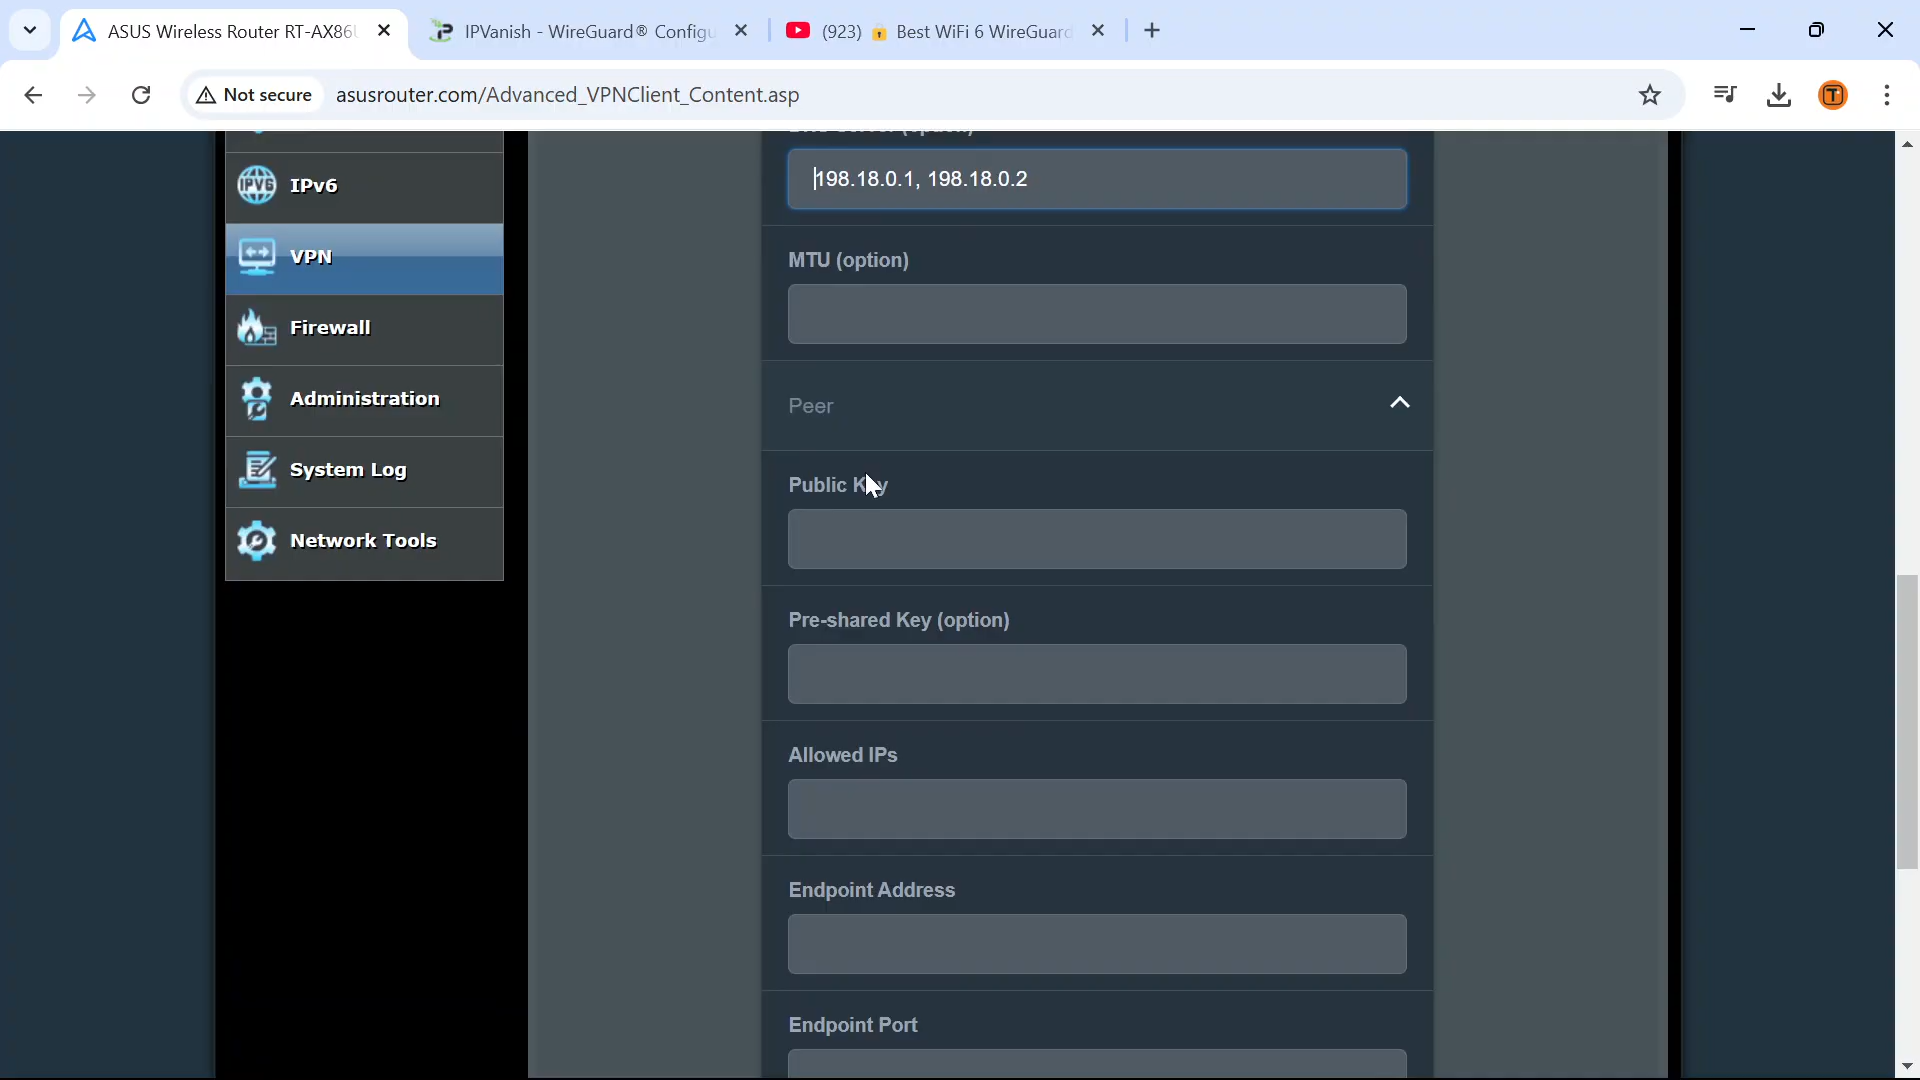 ASUS Wireless Router RT-AX86U
IPVanish - WireGuard® Configu
(923) 🔒 Best WiFi 6 WireGuard
Not secure
asusrouter.com/Advanced_VPNClient_Content.asp
198.18.0.1, 198.18.0.2
IPv6
MTU (option)
VPN
Firewall
Administration
Peer
System Log
Public Key
Network Tools
Pre-shared Key (option)
Allowed IPs
Endpoint Address
Endpoint Port